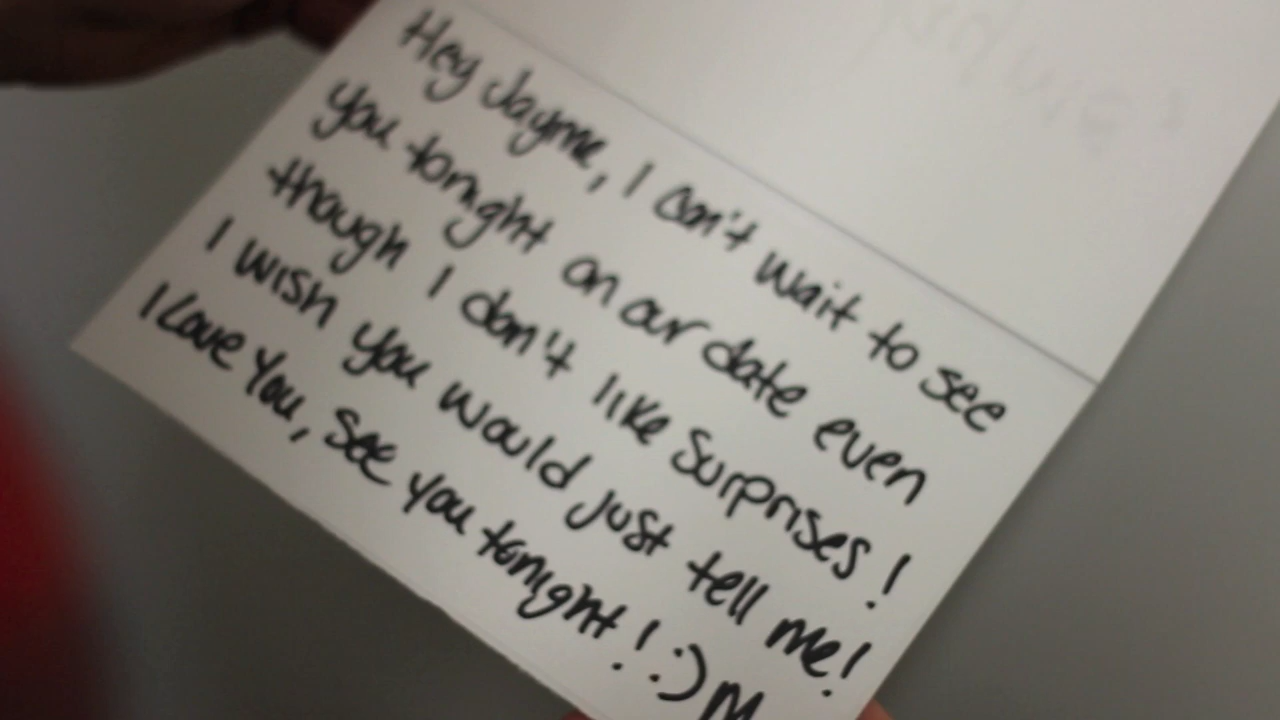 Hey Jayme, I can't wait to see
you tonight on our date even
though I don't like surprises!
I wish you would just tell me!
I Love You, see you tonight! :) M